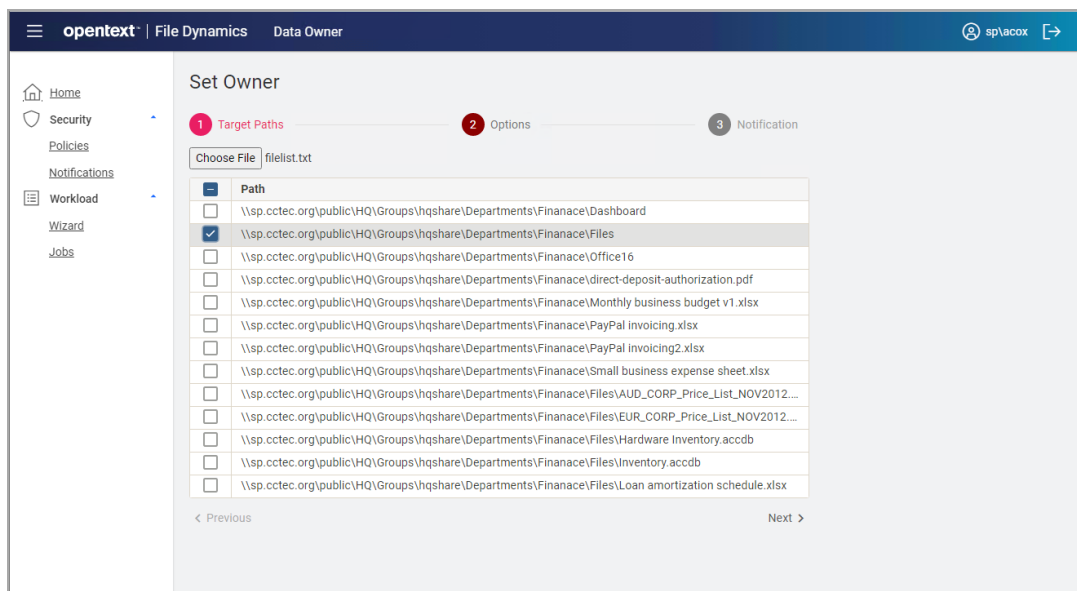 opentext™ | File Dynamics Data Owner sp\acox
Home
Security
Policies
Notifications
Workload
Wizard
Jobs
Set Owner
1 Target Paths 2 Options 3 Notification
Choose File filelist.txt
Path
\\sp.cctec.org\public\HQ\Groups\hqshare\Departments\Finanace\Dashboard
\\sp.cctec.org\public\HQ\Groups\hqshare\Departments\Finanace\Files
\\sp.cctec.org\public\HQ\Groups\hqshare\Departments\Finanace\Office16
\\sp.cctec.org\public\HQ\Groups\hqshare\Departments\Finanace\direct-deposit-authorization.pdf
\\sp.cctec.org\public\HQ\Groups\hqshare\Departments\Finanace\Monthly business budget v1.xlsx
\\sp.cctec.org\public\HQ\Groups\hqshare\Departments\Finanace\PayPal invoicing.xlsx
\\sp.cctec.org\public\HQ\Groups\hqshare\Departments\Finanace\PayPal invoicing2.xlsx
\\sp.cctec.org\public\HQ\Groups\hqshare\Departments\Finanace\Small business expense sheet.xlsx
\\sp.cctec.org\public\HQ\Groups\hqshare\Departments\Finanace\Files\AUD_CORP_Price_List_NOV2012....
\\sp.cctec.org\public\HQ\Groups\hqshare\Departments\Finanace\Files\EUR_CORP_Price_List_NOV2012....
\\sp.cctec.org\public\HQ\Groups\hqshare\Departments\Finanace\Files\Hardware Inventory.accdb
\\sp.cctec.org\public\HQ\Groups\hqshare\Departments\Finanace\Files\Inventory.accdb
\\sp.cctec.org\public\HQ\Groups\hqshare\Departments\Finanace\Files\Loan amortization schedule.xlsx
< Previous Next >